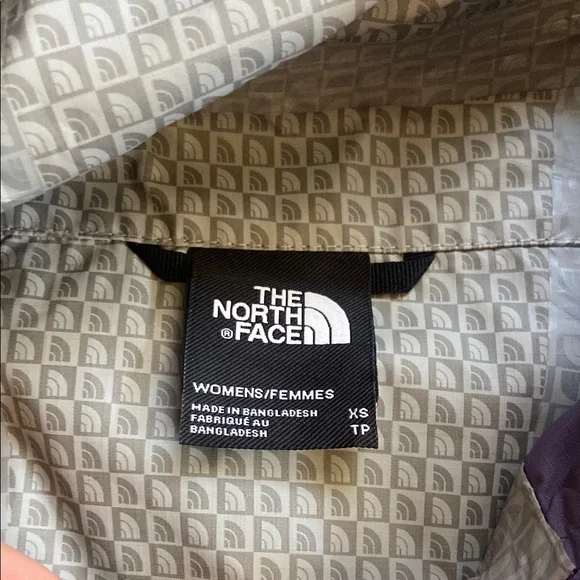 THE
NORTH
® FACE
WOMENS/FEMMES
MADE IN BANGLADESH XS
FABRIQUÉ AU TP
BANGLADESH